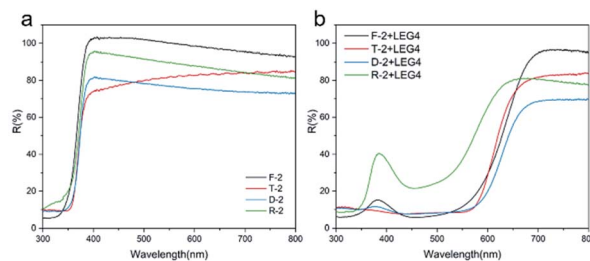 a
R(%)
100
80
60
40
20
0
300
400
500
600
700
800
Wavelength(nm)
F-2
T-2
D-2
R-2
b
R(%)
100
80
60
40
20
0
300
400
500
600
700
800
Wavelength(nm)
F-2+LEG4
T-2+LEG4
D-2+LEG4
R-2+LEG4